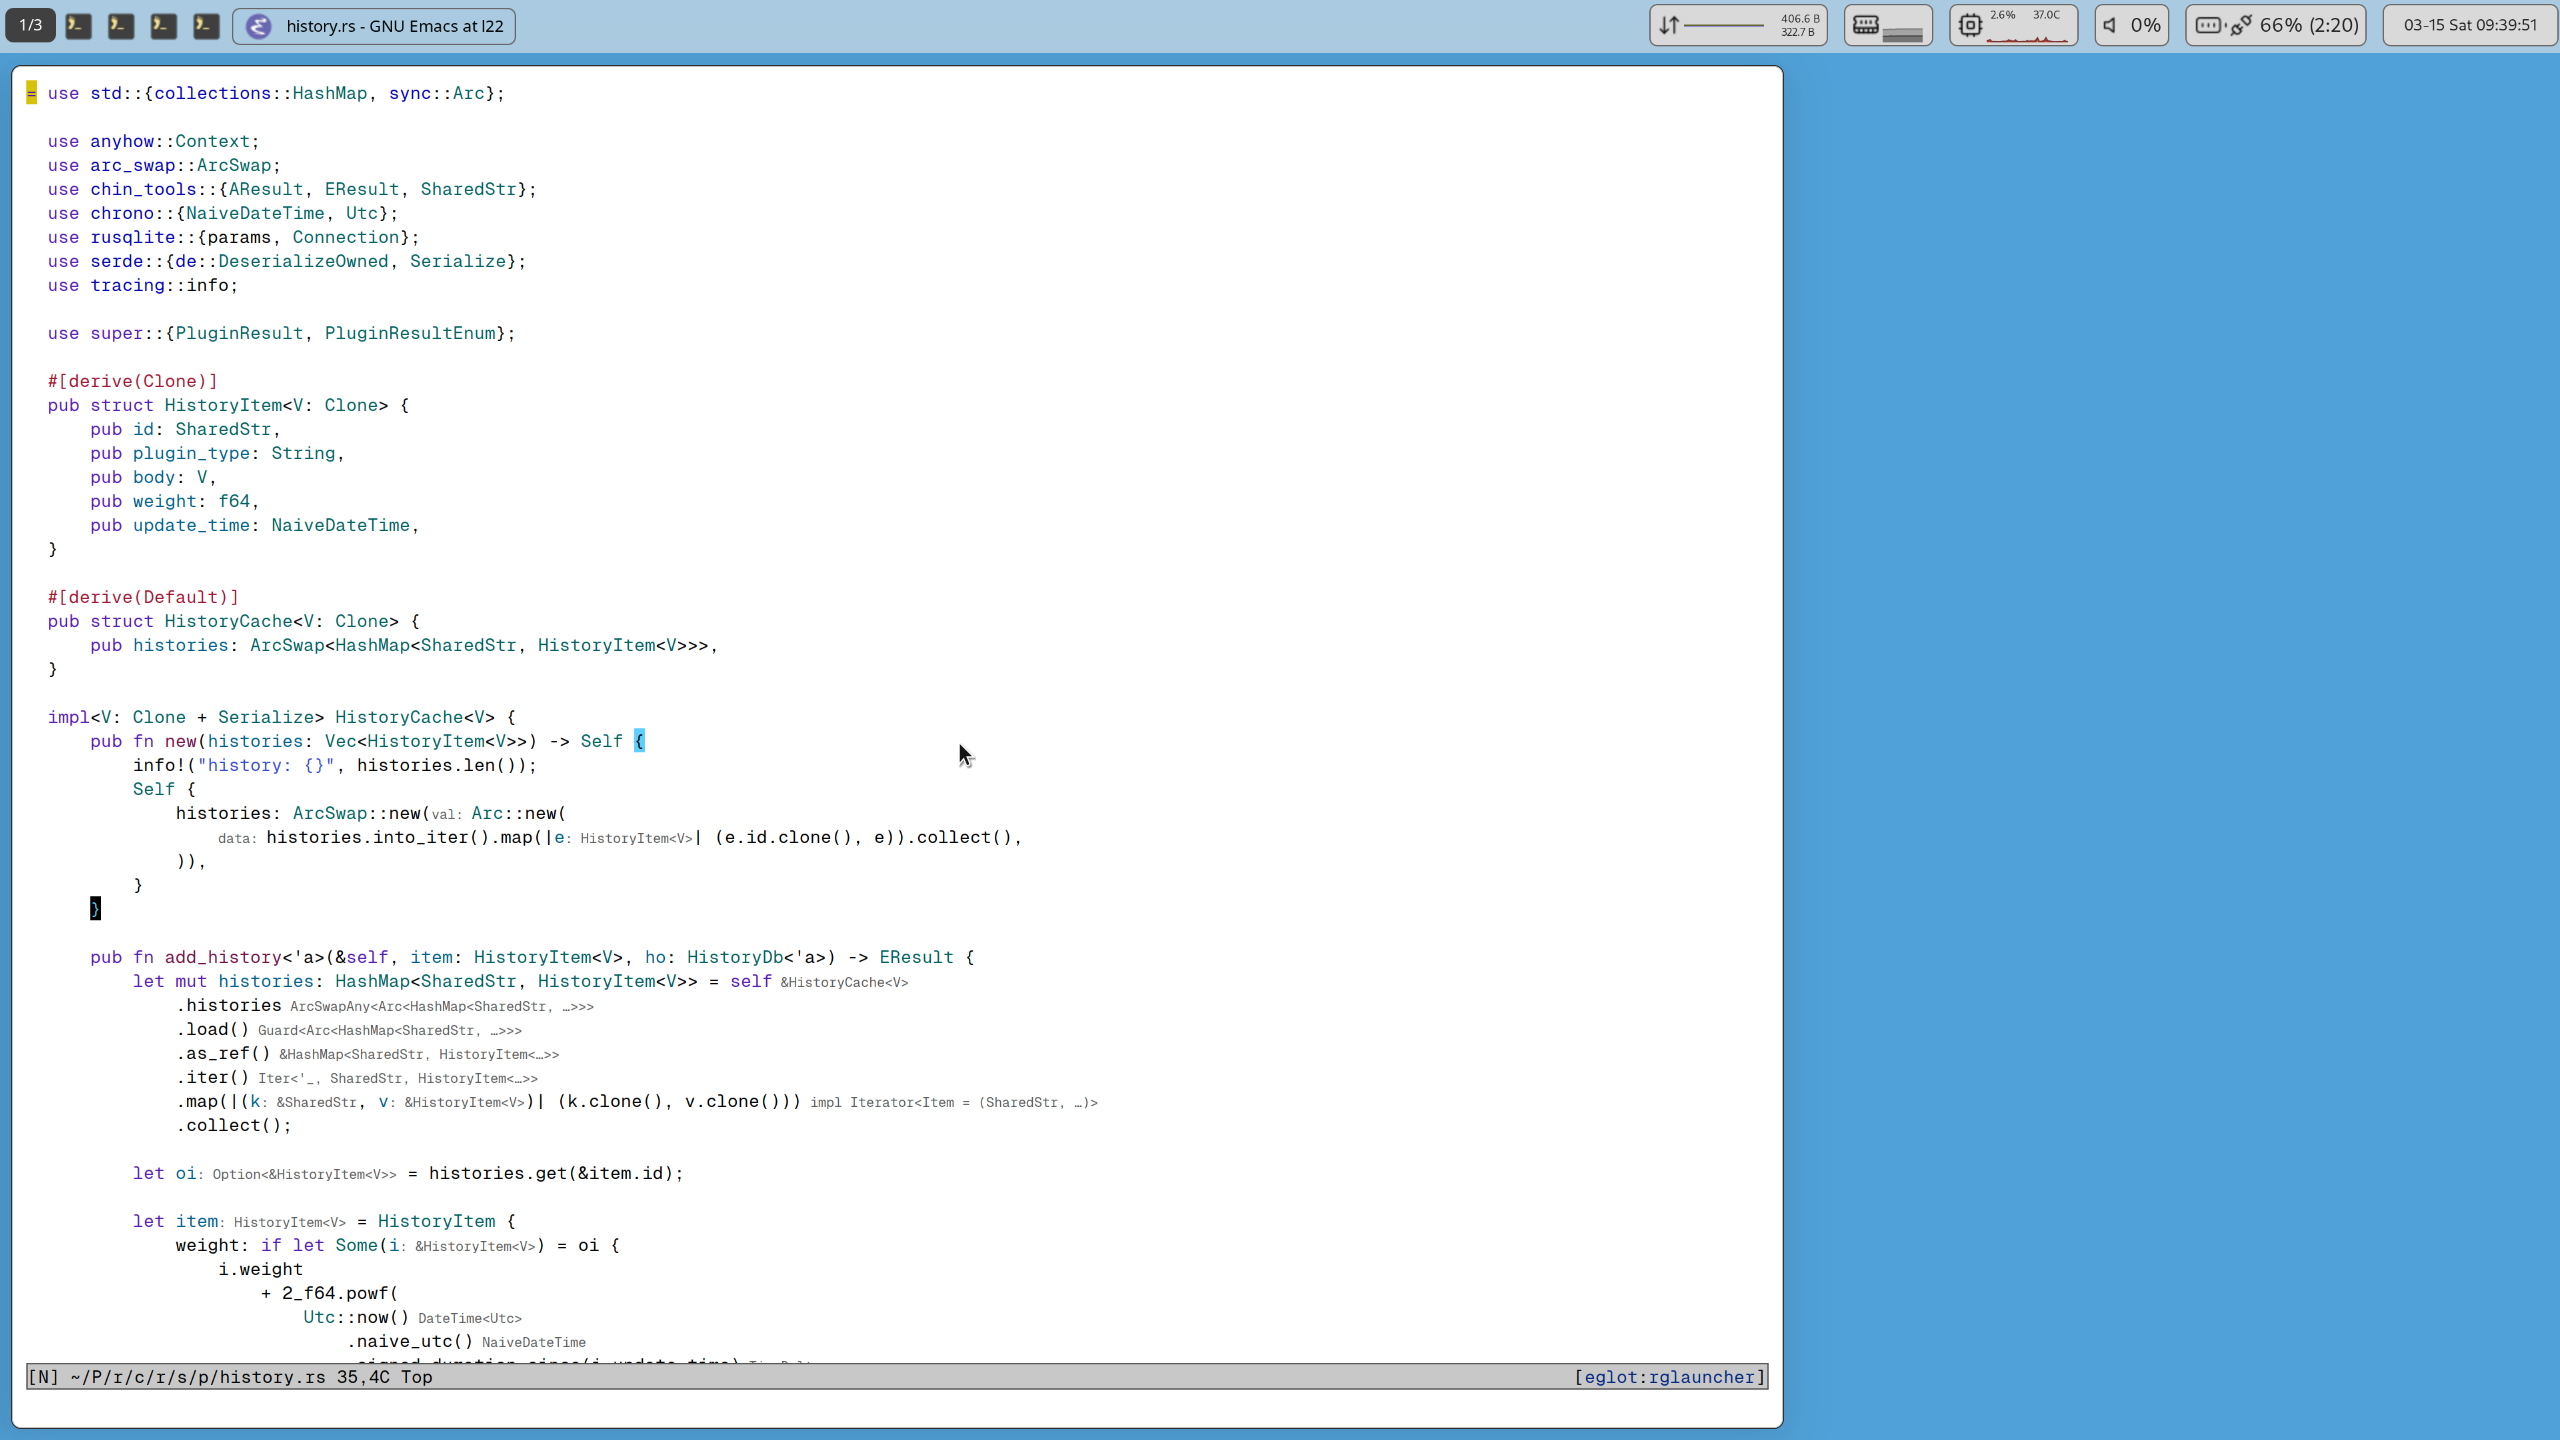 1/3
history.rs - GNU Emacs at l22
406.6 B
322.7 B
2.6% 37.0C
0%
66% (2:20)
03-15 Sat 09:39:51
= use std::{collections::HashMap, sync::Arc};
use anyhow::Context;
use arc_swap::ArcSwap;
use chin_tools::{AResult, EResult, SharedStr};
use chrono::{NaiveDateTime, Utc};
use rusqlite::{params, Connection};
use serde::{de::DeserializeOwned, Serialize};
use tracing::info;
use super::{PluginResult, PluginResultEnum};
#[derive(Clone)]
pub struct HistoryItem<V: Clone> {
pub id: SharedStr,
pub plugin_type: String,
pub body: V,
pub weight: f64,
pub update_time: NaiveDateTime,
}
#[derive(Default)]
pub struct HistoryCache<V: Clone> {
pub histories: ArcSwap<HashMap<SharedStr, HistoryItem<V>>>,
}
impl<V: Clone + Serialize> HistoryCache<V> {
pub fn new(histories: Vec<HistoryItem<V>>) -> Self {
info!("history: {}", histories.len());
Self {
histories: ArcSwap::new(val: Arc::new(
data: histories.into_iter().map(|e: HistoryItem<V>| (e.id.clone(), e)).collect(),
)),
}
}
pub fn add_history<'a>(&self, item: HistoryItem<V>, ho: HistoryDb<'a>) -> EResult {
let mut histories: HashMap<SharedStr, HistoryItem<V>> = self &HistoryCache<V>
.histories ArcSwapAny<Arc<HashMap<SharedStr, …>>>
.load() Guard<Arc<HashMap<SharedStr, …>>>
.as_ref() &HashMap<SharedStr, HistoryItem<…>>
.iter() Iter<'_, SharedStr, HistoryItem<…>>
.map(|(k: &SharedStr, v: &HistoryItem<V>)| (k.clone(), v.clone())) impl Iterator<Item = (SharedStr, …)>
.collect();
let oi: Option<&HistoryItem<V>> = histories.get(&item.id);
let item: HistoryItem<V> = HistoryItem {
weight: if let Some(i: &HistoryItem<V>) = oi {
i.weight
+ 2_f64.powf(
Utc::now() DateTime<Utc>
.naive_utc() NaiveDateTime
[N] ~/P/r/c/r/s/p/history.rs 35,4C Top
[eglot:rglauncher]